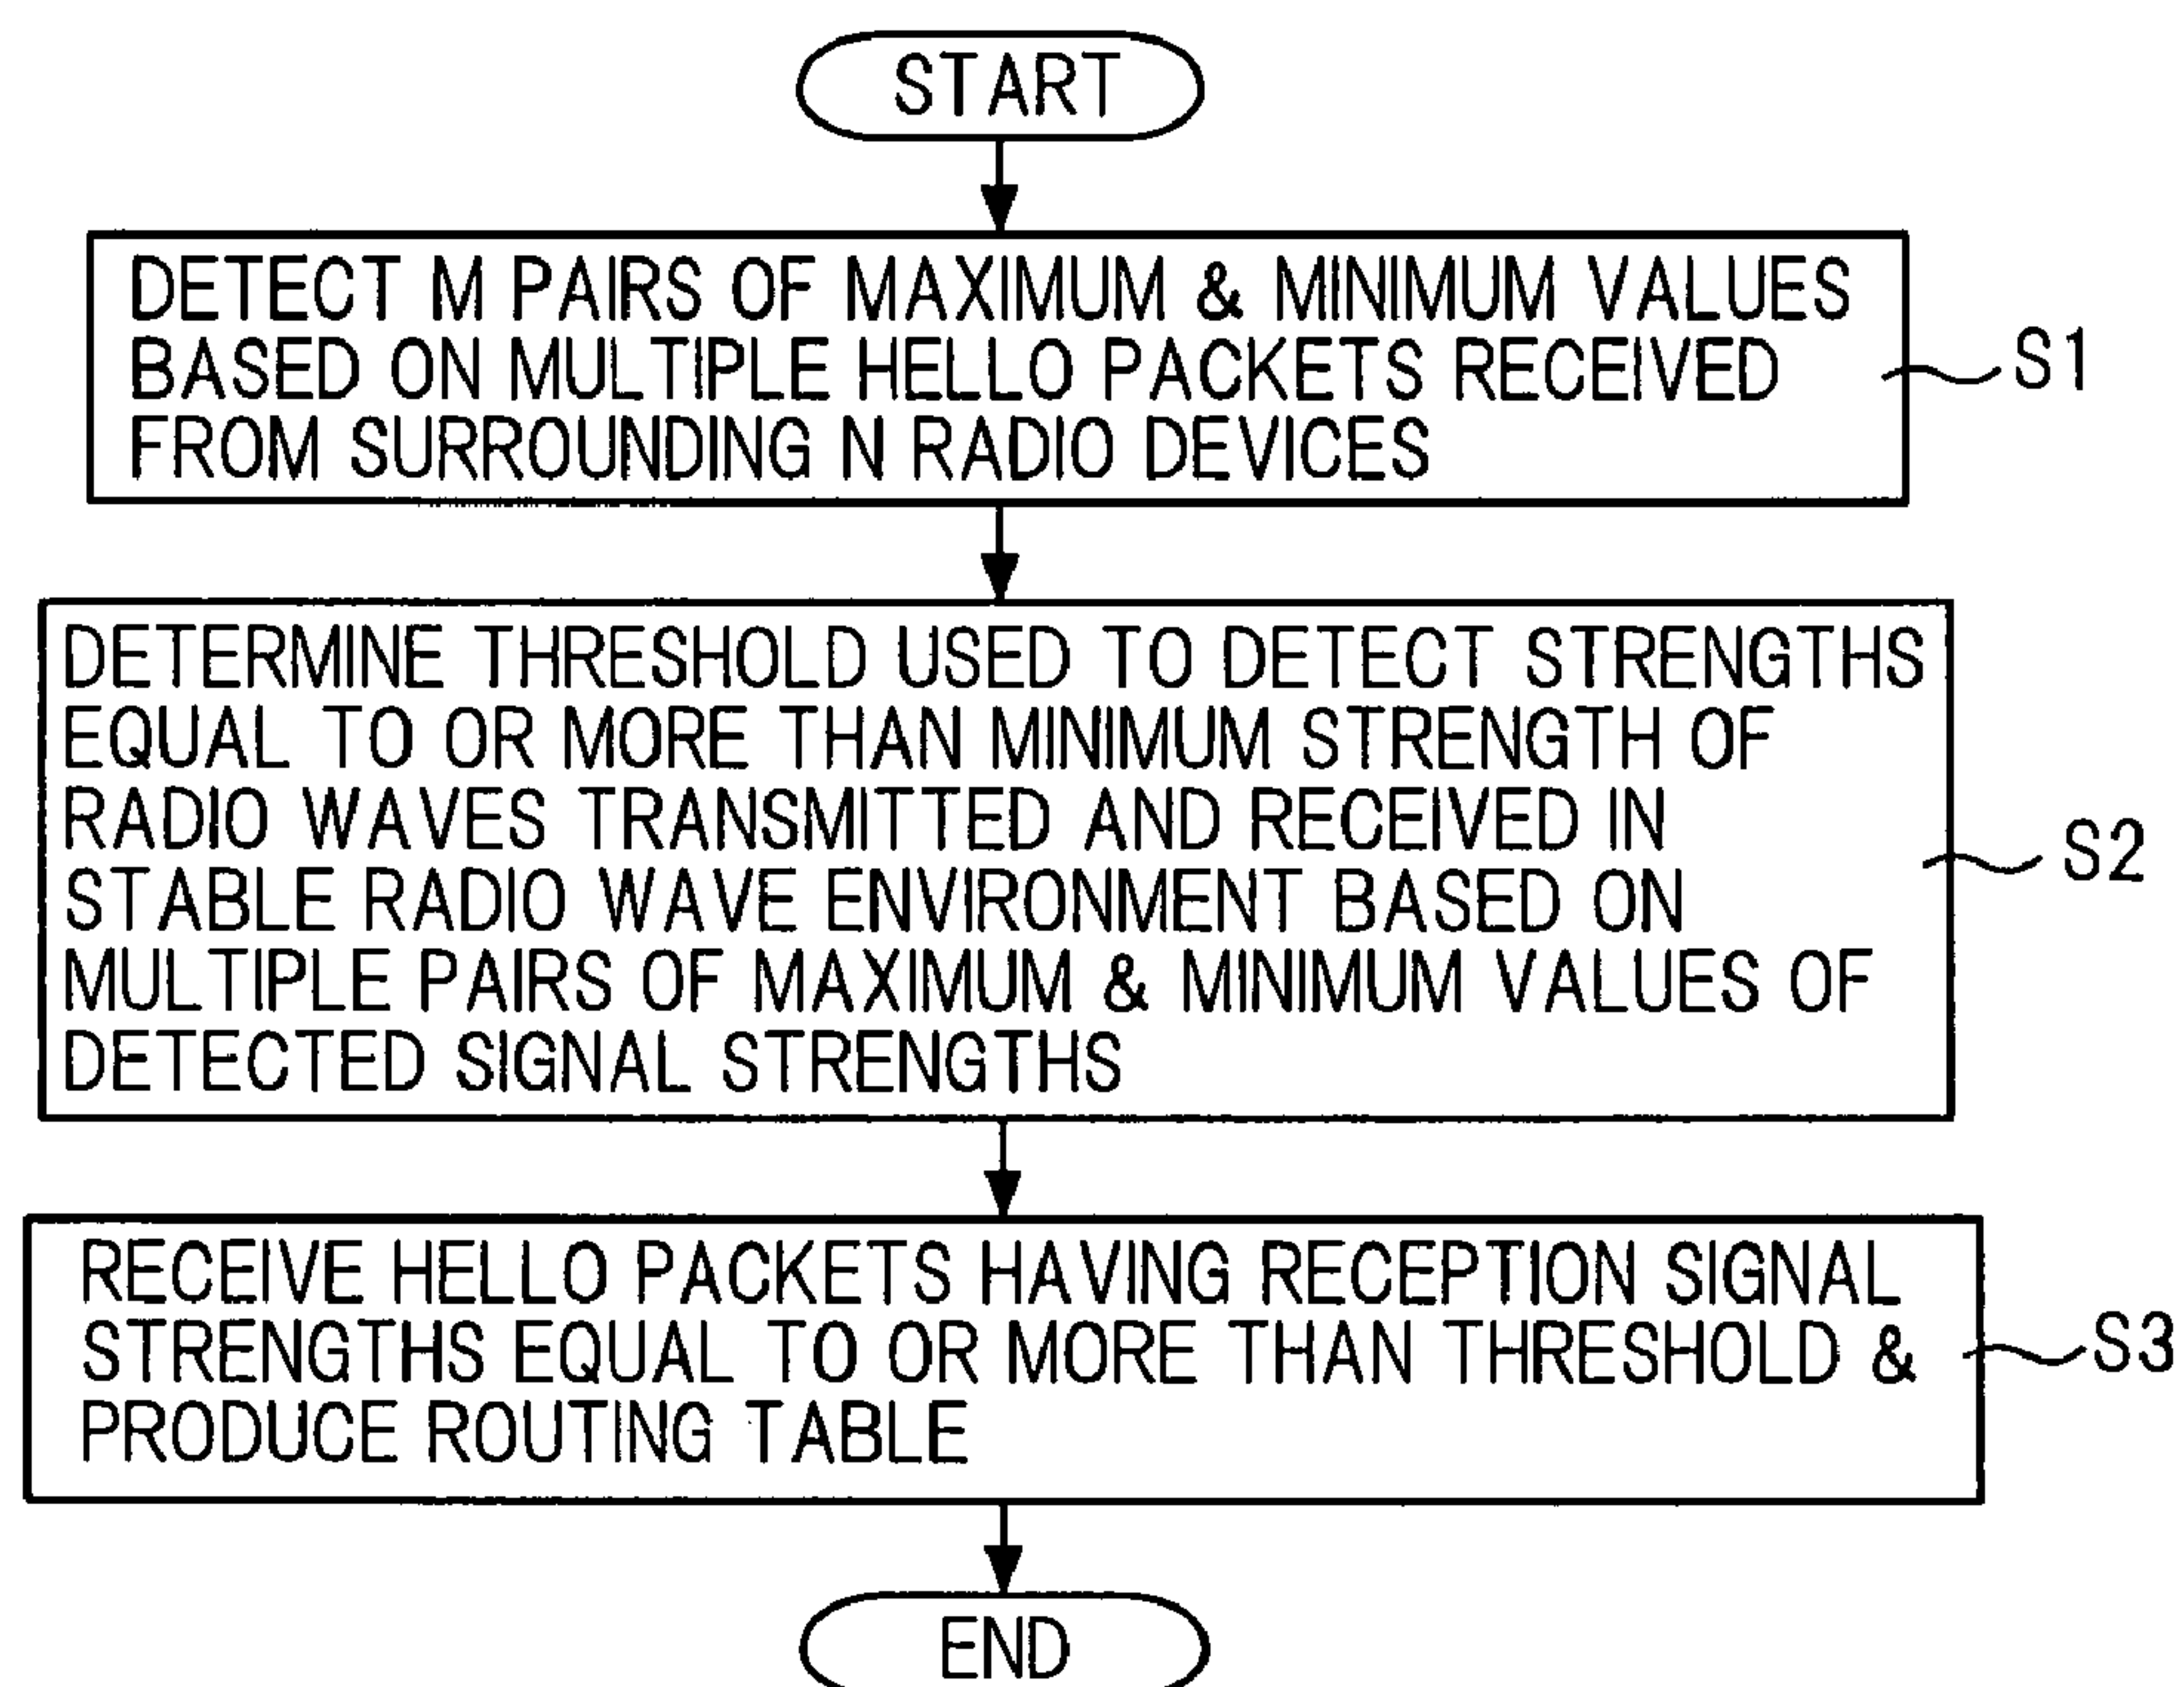 START
DETECT M PAIRS OF MAXIMUM & MINIMUM VALUES
BASED ON MULTIPLE HELLO PACKETS RECEIVED
FROM SURROUNDING N RADIO DEVICES
S1
DETERMINE THRESHOLD USED TO DETECT STRENGTHS
EQUAL TO OR MORE THAN MINIMUM STRENGTH OF
RADIO WAVES TRANSMITTED AND RECEIVED IN
STABLE RADIO WAVE ENVIRONMENT BASED ON
MULTIPLE PAIRS OF MAXIMUM & MINIMUM VALUES OF
DETECTED SIGNAL STRENGTHS
S2
RECEIVE HELLO PACKETS HAVING RECEPTION SIGNAL
STRENGTHS EQUAL TO OR MORE THAN THRESHOLD &
PRODUCE ROUTING TABLE
S3
END